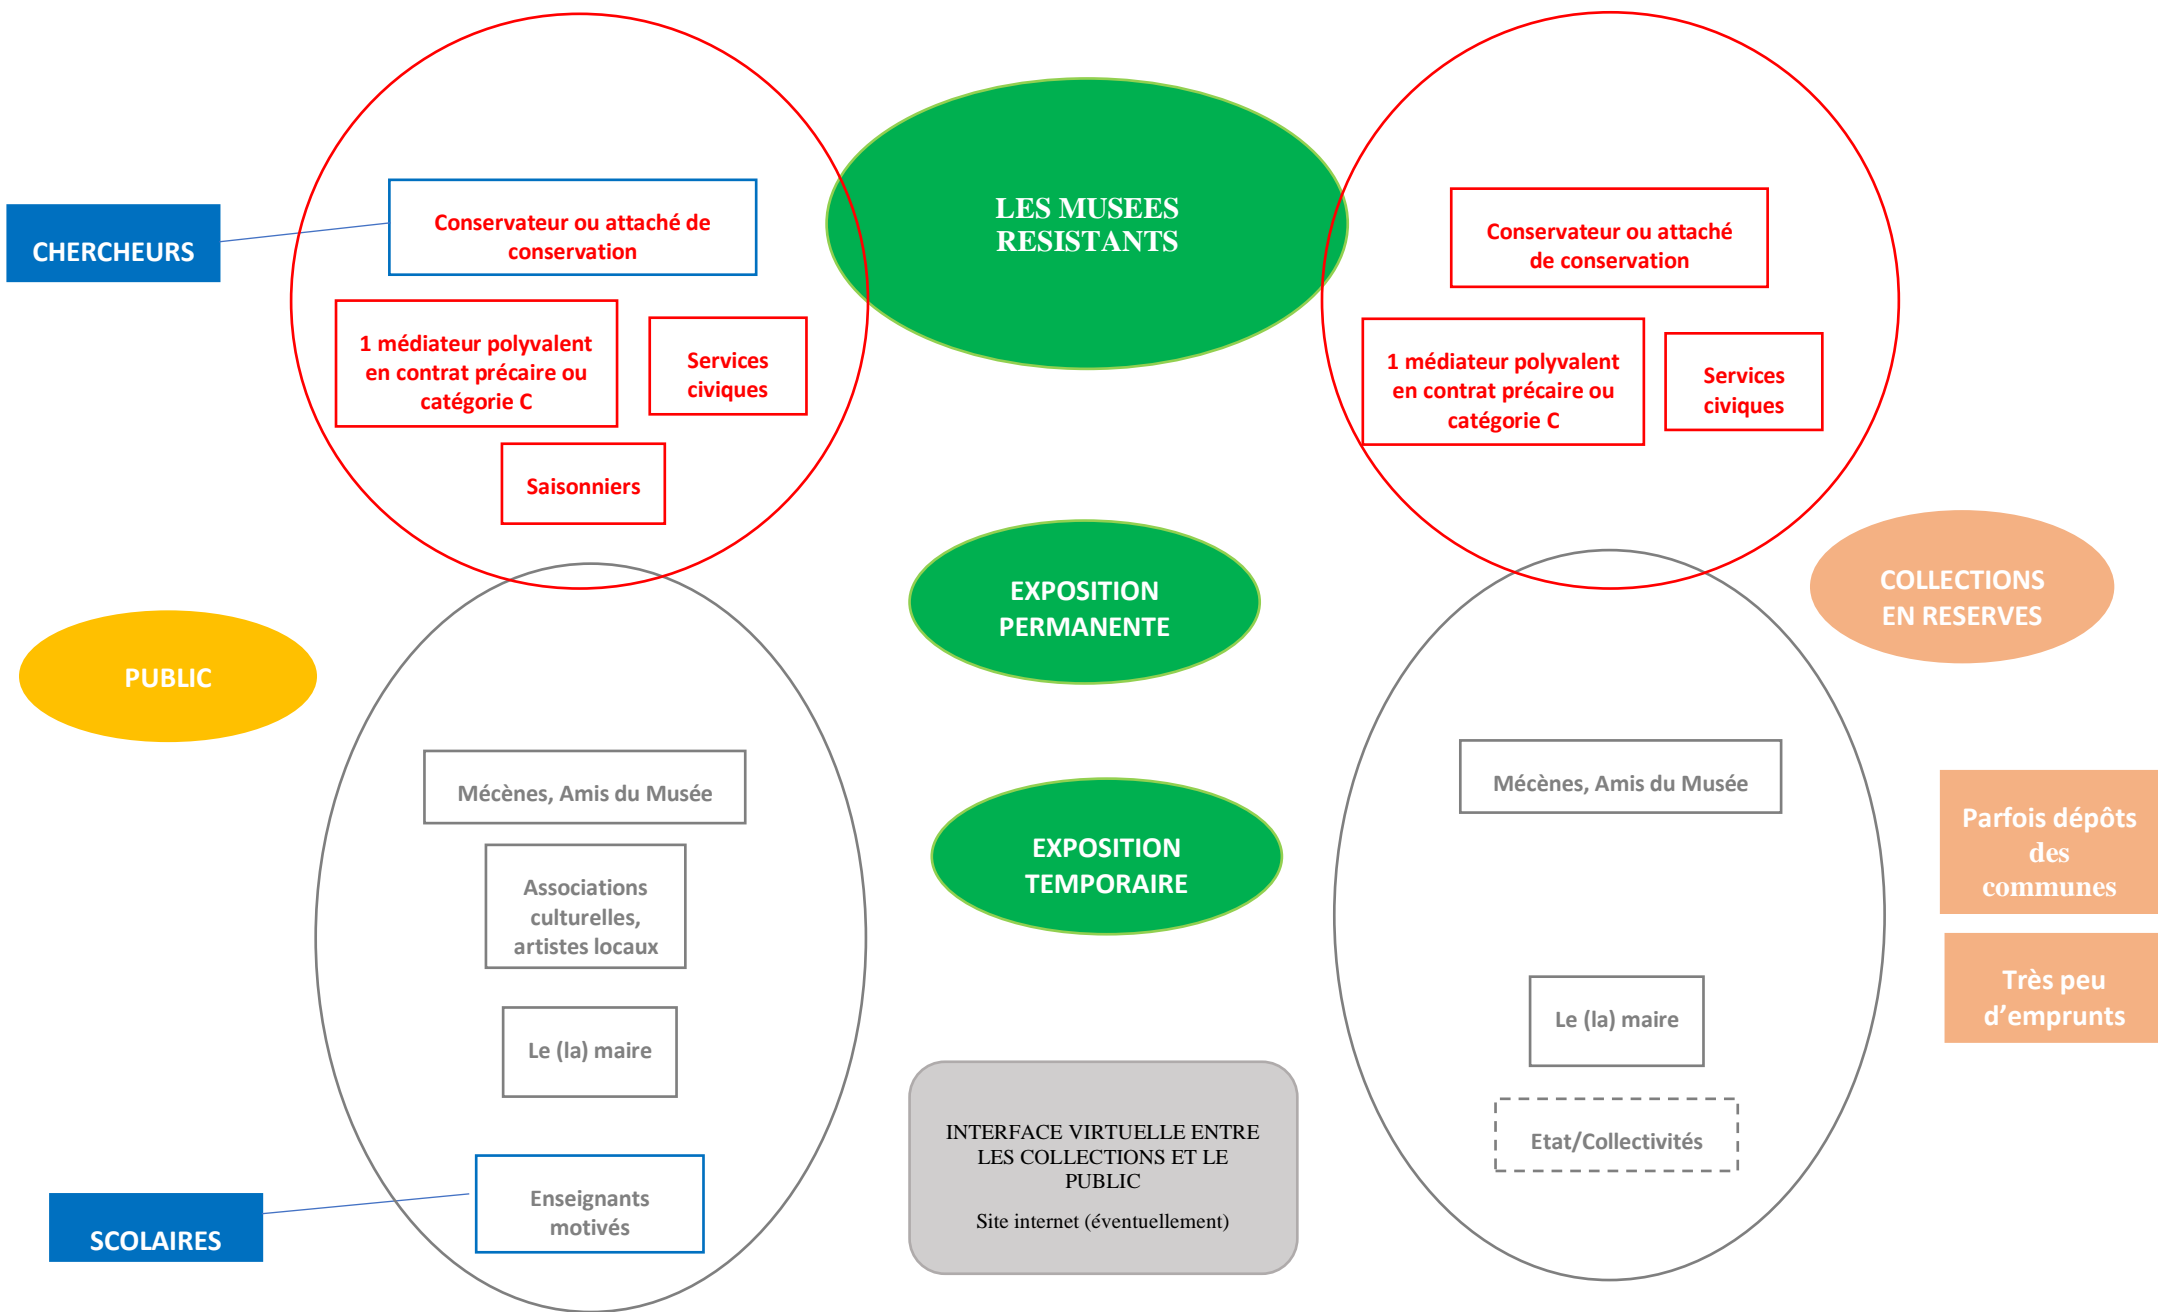 LES MUSEES
RESISTANTS
CHERCHEURS
Conservateur ou attaché de
conservation
1 médiateur polyvalent
en contrat précaire ou
catégorie C
Services
civiques
Saisonniers
Conservateur ou attaché
de conservation
1 médiateur polyvalent
en contrat précaire ou
catégorie C
Services
civiques
PUBLIC
EXPOSITION
PERMANENTE
COLLECTIONS
EN RESERVES
Mécènes, Amis du Musée
Associations
culturelles,
artistes locaux
Le (la) maire
Enseignants
motivés
SCOLAIRES
EXPOSITION
TEMPORAIRE
INTERFACE VIRTUELLE ENTRE
LES COLLECTIONS ET LE
PUBLIC
Site internet (éventuellement)
Mécènes, Amis du Musée
Le (la) maire
Etat/Collectivités
Parfois dépôts
des
communes
Très peu
d’emprunts